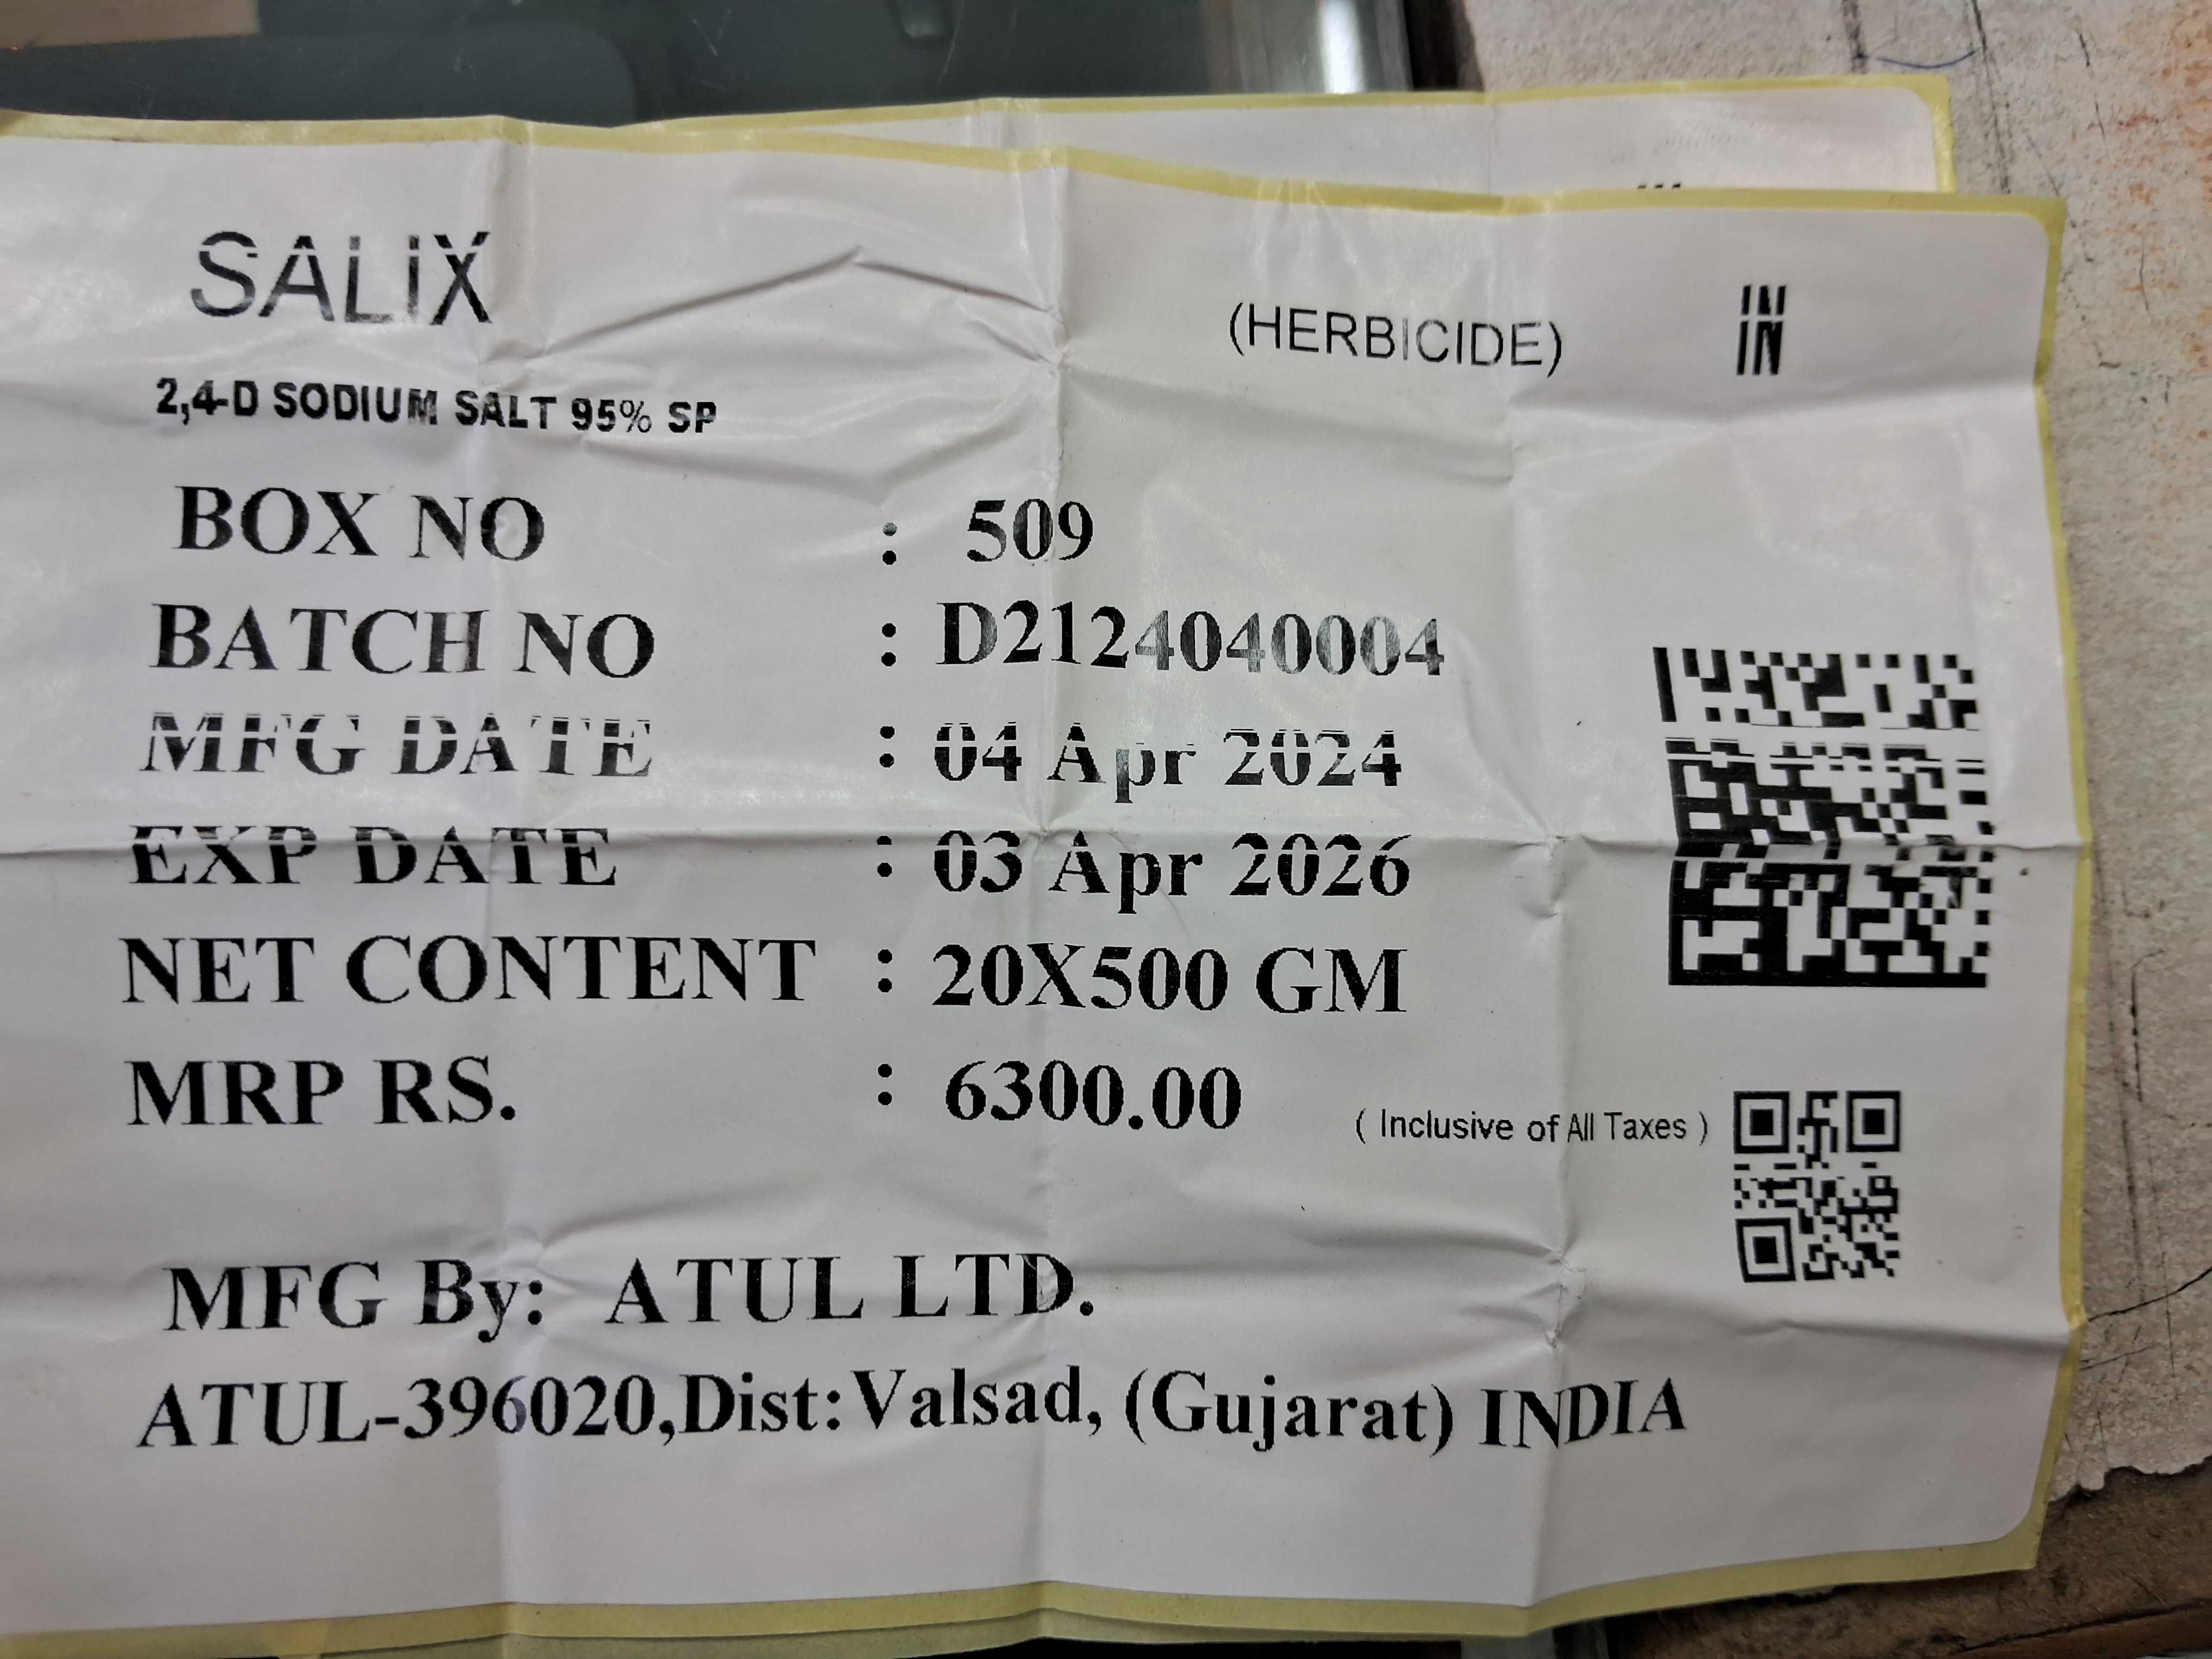 SALIX
(HERBICIDE) IN
2,4-D SODIUM SALT 95% SP
BOX NO : 509
BATCH NO : D2124040004
MFG DATE : 04 Apr 2024
EXP DATE : 03 Apr 2026
NET CONTENT : 20X500 GM
MRP RS. : 6300.00 ( Inclusive of All Taxes )
MFG By: ATUL LTD.
ATUL-396020,Dist:Valsad, (Gujarat) INDIA